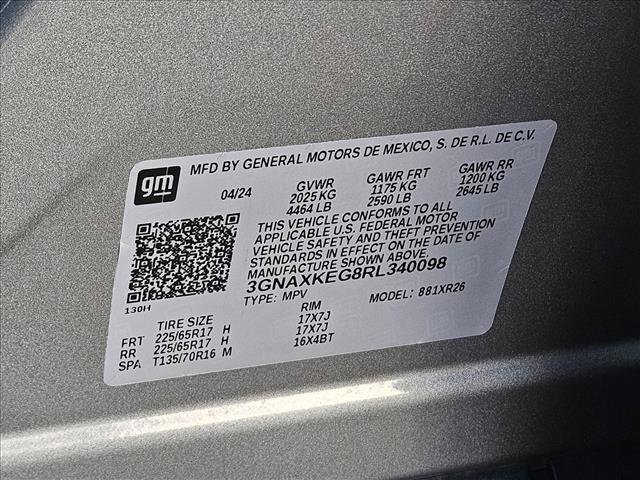 gm
MFD BY GENERAL MOTORS DE MEXICO, S. DE R.L. DE C.V.
04/24 GVWR GAWR FRT GAWR RR
2025 KG 1175 KG 1200 KG
4464 LB 2590 LB 2645 LB
THIS VEHICLE CONFORMS TO ALL
APPLICABLE U.S. FEDERAL MOTOR
VEHICLE SAFETY AND THEFT PREVENTION
STANDARDS IN EFFECT ON THE DATE OF
MANUFACTURE SHOWN ABOVE.
3GNAXKEG8RL340098
130H
TYPE: MPV MODEL: 881XR26
TIRE SIZE RIM
FRT 225/65R17 H 17X7J
RR 225/65R17 H 17X7J
SPA T135/70R16 M 16X4BT